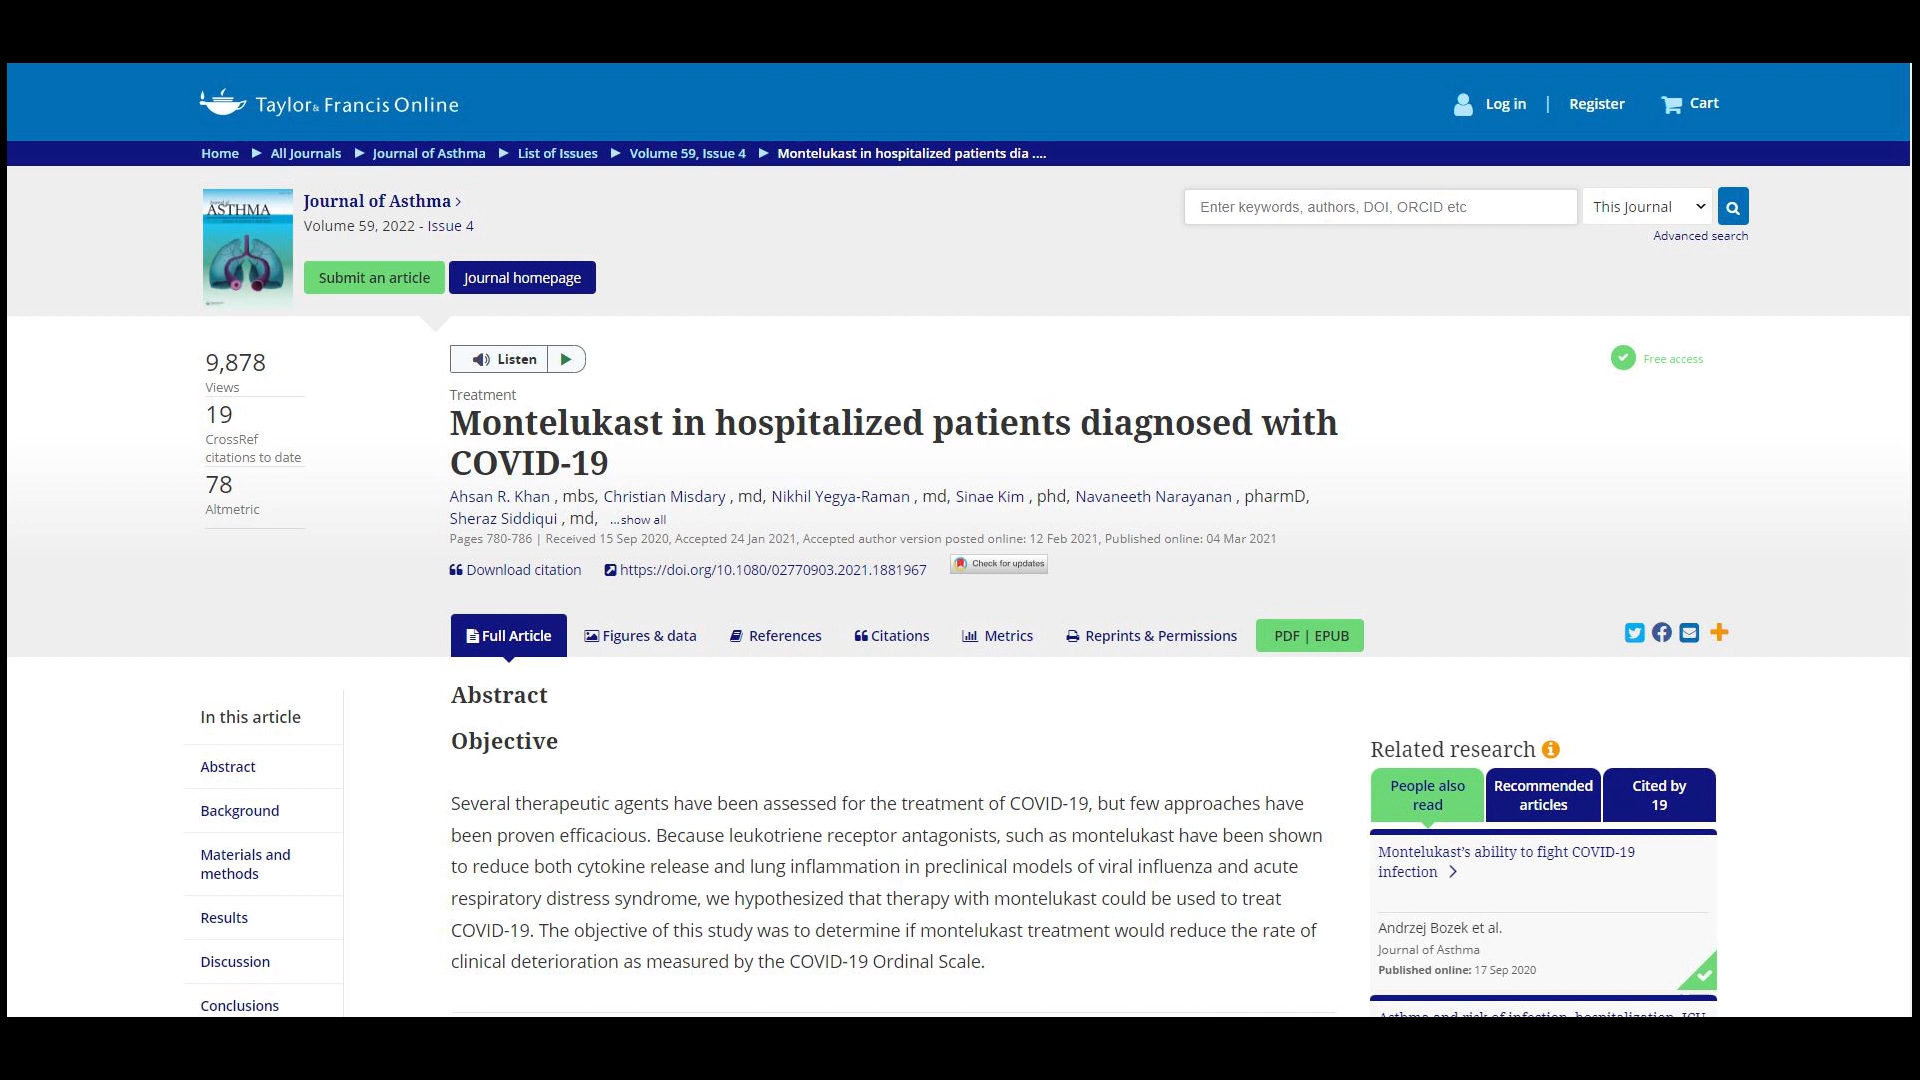 Taylor & Francis Online
Log in | Register Cart
Home ▶ All Journals ▶ Journal of Asthma ▶ List of Issues ▶ Volume 59, Issue 4 ▶ Montelukast in hospitalized patients dia ....
ASTHMA
Journal of Asthma ›
Volume 59, 2022 - Issue 4
Submit an article
Journal homepage
Enter keywords, authors, DOI, ORCID etc
This Journal
Advanced search
9,878
Views
19
CrossRef
citations to date
78
Altmetric
Listen
Free access
Treatment
Montelukast in hospitalized patients diagnosed with
COVID-19
Ahsan R. Khan , mbs, Christian Misdary , md, Nikhil Yegya-Raman , md, Sinae Kim , phd, Navaneeth Narayanan , pharmD,
Sheraz Siddiqui , md, ...show all
Pages 780-786 | Received 15 Sep 2020, Accepted 24 Jan 2021, Accepted author version posted online: 12 Feb 2021, Published online: 04 Mar 2021
Download citation https://doi.org/10.1080/02770903.2021.1881967 Check for updates
Full Article Figures & data References Citations Metrics Reprints & Permissions PDF | EPUB
In this article
Abstract
Background
Materials and
methods
Results
Discussion
Conclusions
Abstract
Objective
Several therapeutic agents have been assessed for the treatment of COVID-19, but few approaches have
been proven efficacious. Because leukotriene receptor antagonists, such as montelukast have been shown
to reduce both cytokine release and lung inflammation in preclinical models of viral influenza and acute
respiratory distress syndrome, we hypothesized that therapy with montelukast could be used to treat
COVID-19. The objective of this study was to determine if montelukast treatment would reduce the rate of
clinical deterioration as measured by the COVID-19 Ordinal Scale.
Related research
People also
read
Recommended
articles
Cited by
19
Montelukast’s ability to fight COVID-19
infection
Andrzej Bozek et al.
Journal of Asthma
Published online: 17 Sep 2020
Asthma and risk of infection, hospitalization, ICU